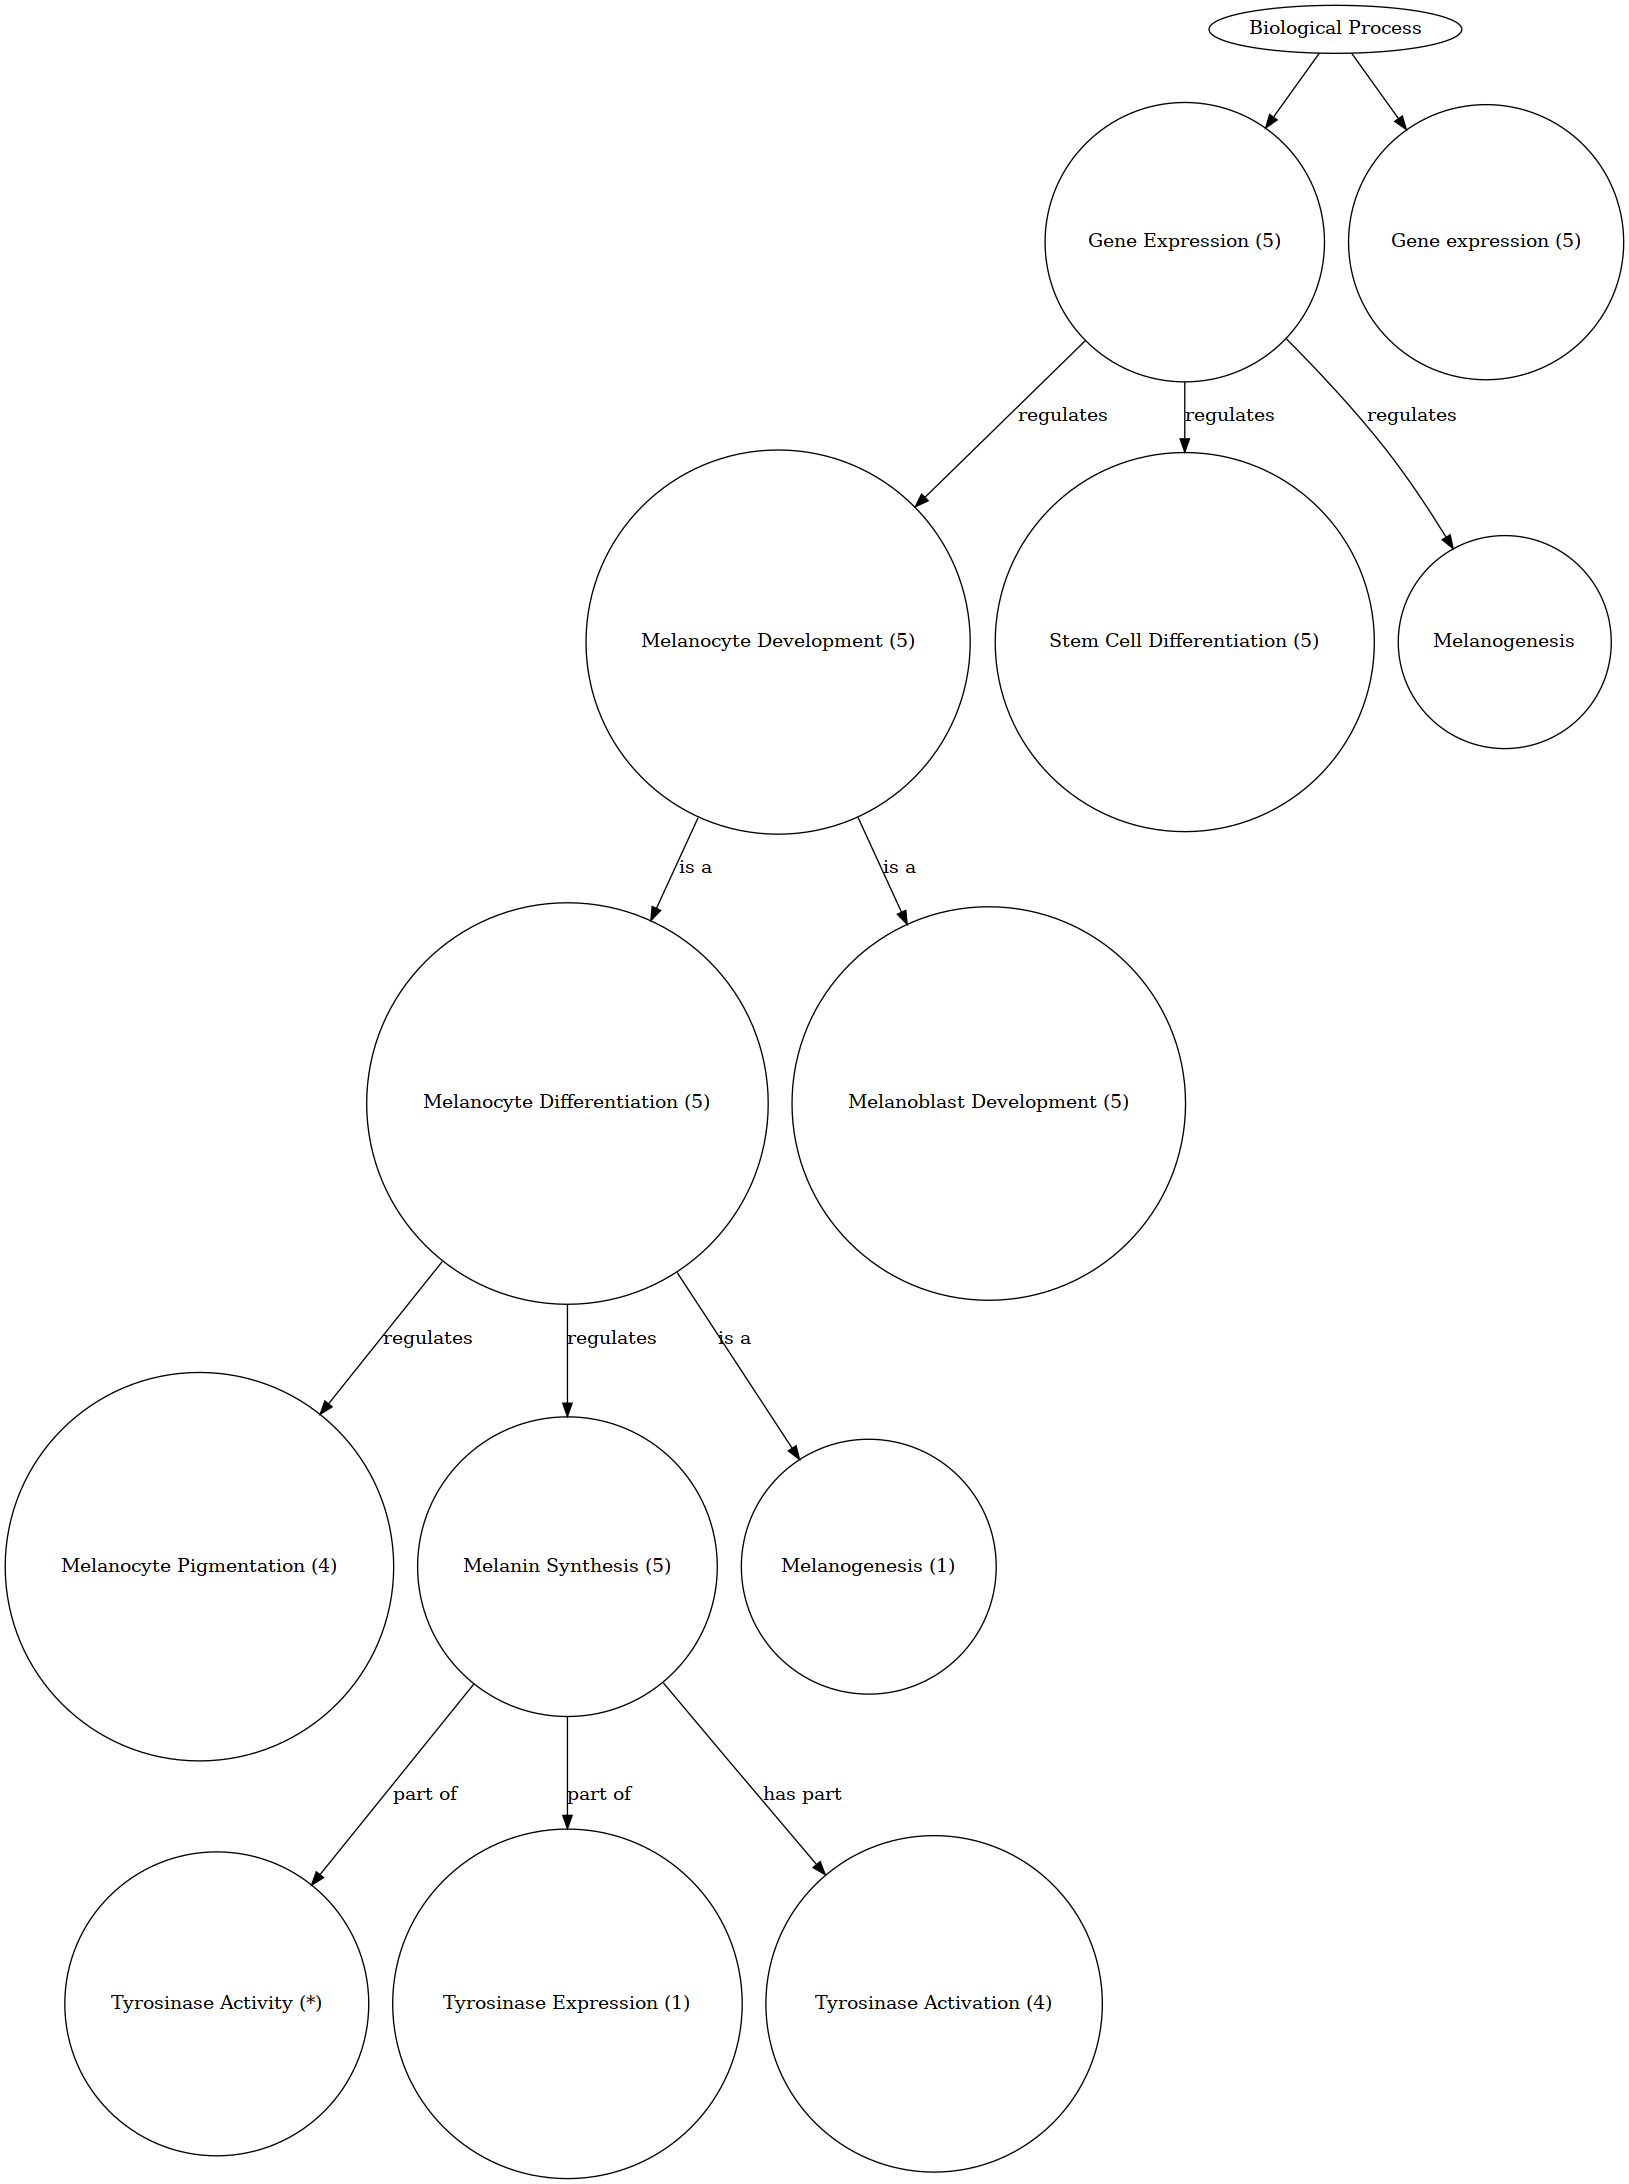 Biological Process
Gene Expression (5)
Gene expression (5)
regulates
regulates
regulates
Melanocyte Development (5)
Stem Cell Differentiation (5)
Melanogenesis
is a
is a
Melanocyte Differentiation (5)
Melanoblast Development (5)
regulates
regulates
is a
Melanocyte Pigmentation (4)
Melanin Synthesis (5)
Melanogenesis (1)
part of
part of
has part
Tyrosinase Activity (*)
Tyrosinase Expression (1)
Tyrosinase Activation (4)